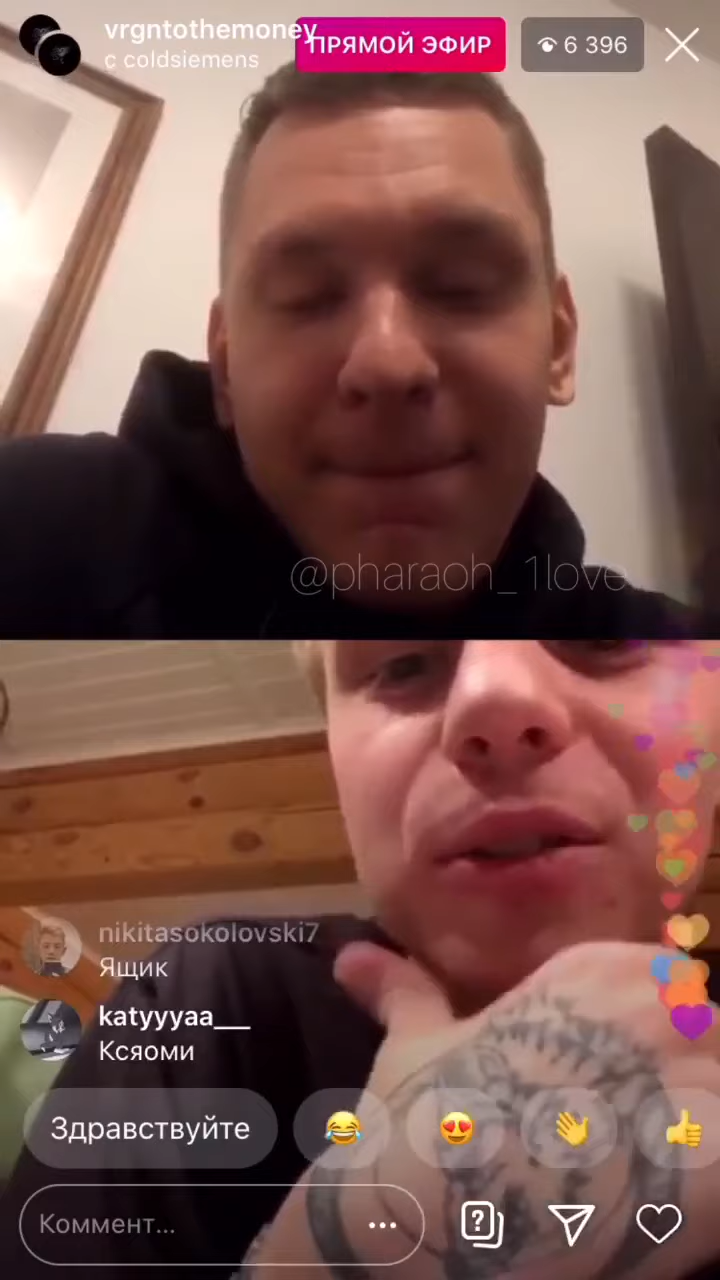 vrgntothemoney
с coldsiemens
ПРЯМОЙ ЭФИР
6 396
@pharaoh_1love
nikitasokolovski7
Ящик
katyyyaa___
Ксяоми
Здравствуйте
Коммент...